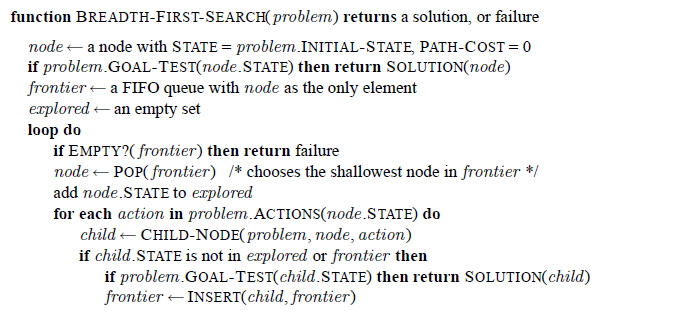 function BREADTH-FIRST-SEARCH(problem) returns a solution, or failure
node ← a node with STATE = problem.INITIAL-STATE, PATH-COST = 0
if problem.GOAL-TEST(node.STATE) then return SOLUTION(node)
frontier ← a FIFO queue with node as the only element
explored ← an empty set
loop do
if EMPTY?(frontier) then return failure
node ← POP(frontier) /* chooses the shallowest node in frontier */
add node.STATE to explored
for each action in problem.ACTIONS(node.STATE) do
child ← CHILD-NODE(problem, node, action)
if child.STATE is not in explored or frontier then
if problem.GOAL-TEST(child.STATE) then return SOLUTION(child)
frontier ← INSERT(child, frontier)